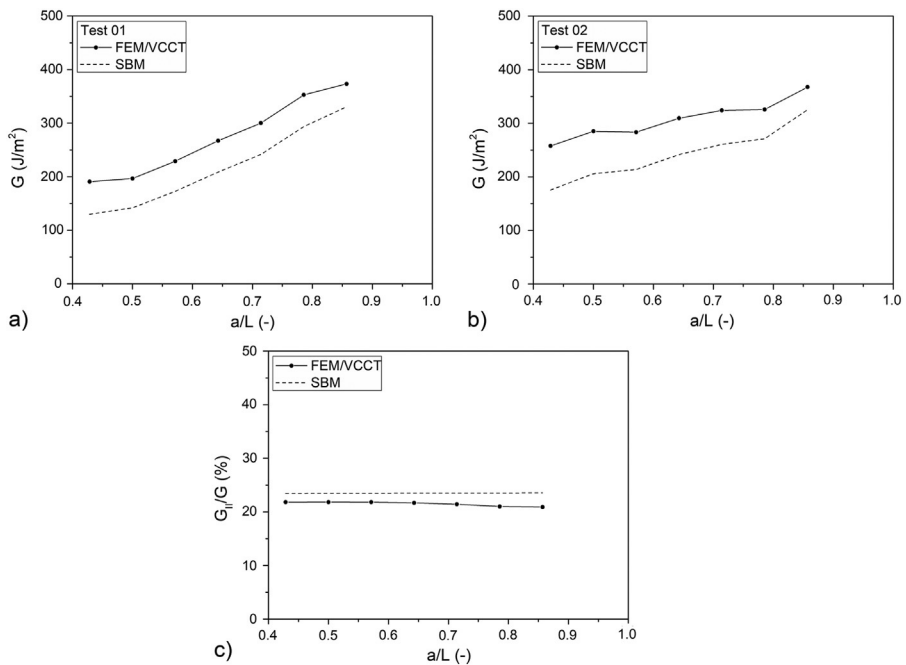 500
400
300
200
100
0
G (J/m²)
Test 01
FEM/VCCT
SBM
0.4 0.5 0.6 0.7 0.8 0.9 1.0
a/L (-)
a)
500
400
300
200
100
0
G (J/m²)
Test 02
FEM/VCCT
SBM
0.4 0.5 0.6 0.7 0.8 0.9 1.0
a/L (-)
b)
50
40
30
20
10
0
G_II/G (%)
FEM/VCCT
SBM
0.4 0.5 0.6 0.7 0.8 0.9 1.0
a/L (-)
c)